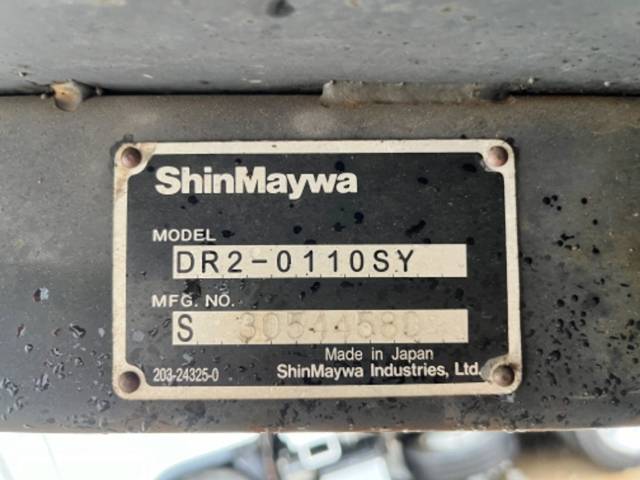 ShinMaywa
MODEL
DR2-0110SY
MFG. NO.
S
Made in Japan
203-24325-0
ShinMaywa Industries, Ltd.